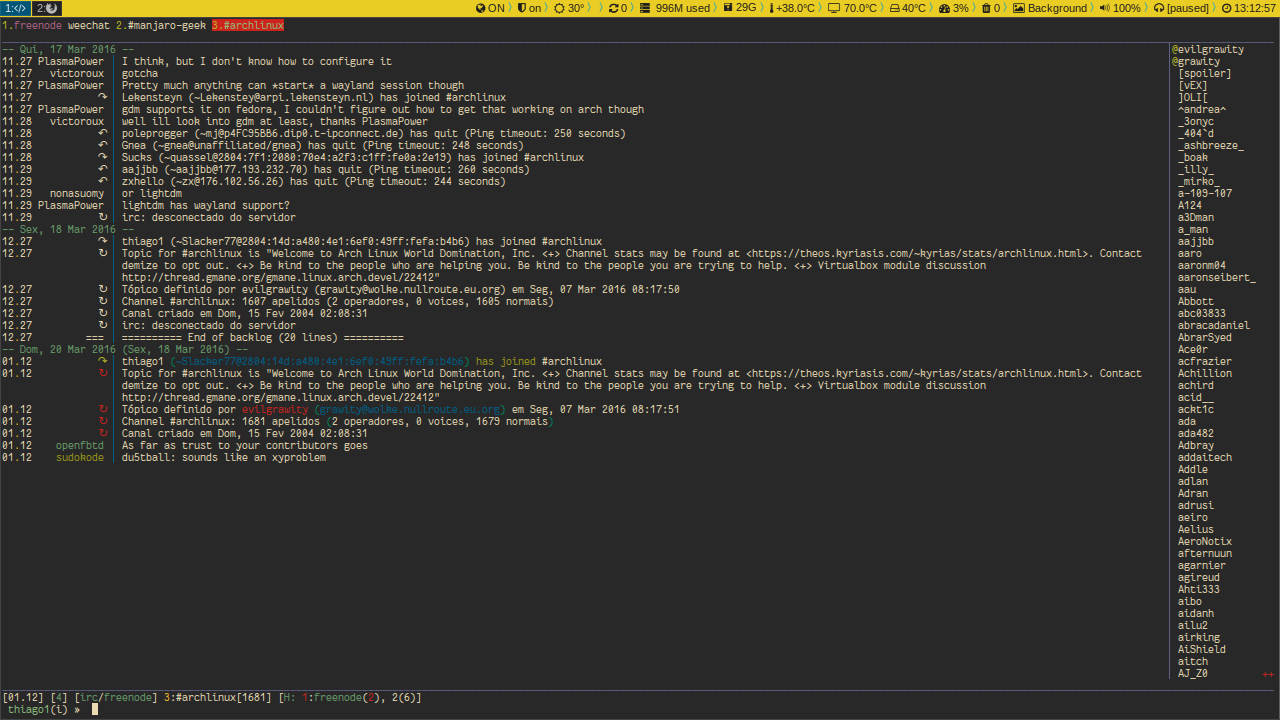 1:</> 2: ON 〉 on 〉 30° 〉 〉 0 〉 996M used 〉 29G 〉 +38.0°C 〉 70.0°C 〉 40°C 〉 3% 〉 0 〉 Background 〉 100% 〉 [paused] 〉 13:12:57
1.freenode weechat 2.#manjaro-geek 3.#archlinux
-- Qui, 17 Mar 2016 --
11.27 PlasmaPower I think, but I don't know how to configure it
11.27 victoroux gotcha
11.27 PlasmaPower Pretty much anything can *start* a wayland session though
11.27 ↷ Lekensteyn (~Lekenstey@arpi.lekensteyn.nl) has joined #archlinux
11.27 PlasmaPower gdm supports it on fedora, I couldn't figure out how to get that working on arch though
11.28 victoroux well ill look into gdm at least, thanks PlasmaPower
11.28 ↶ poleprogger (~mj@p4FC95BB6.dip0.t-ipconnect.de) has quit (Ping timeout: 250 seconds)
11.28 ↶ Gnea (~gnea@unaffiliated/gnea) has quit (Ping timeout: 248 seconds)
11.28 ↷ Sucks (~quassel@2804:7f1:2080:70e4:a2f3:c1ff:fe0a:2e19) has joined #archlinux
11.29 ↶ aajjbb (~aajjbb@177.193.232.70) has quit (Ping timeout: 260 seconds)
11.29 ↶ zxhello (~zx@176.102.56.26) has quit (Ping timeout: 244 seconds)
11.29 nonasuomy or lightdm
11.29 PlasmaPower lightdm has wayland support?
11.29 ↻ irc: desconectado do servidor
-- Sex, 18 Mar 2016 --
12.27 ↷ thiago1 (~Slacker77@2804:14d:a480:4e1:6ef0:49ff:fefa:b4b6) has joined #archlinux
12.27 ↻ Topic for #archlinux is "Welcome to Arch Linux World Domination, Inc. <+> Channel stats may be found at <https://theos.kyriasis.com/~kyrias/stats/archlinux.html>. Contact
demize to opt out. <+> Be kind to the people who are helping you. Be kind to the people you are trying to help. <+> Virtualbox module discussion
http://thread.gmane.org/gmane.linux.arch.devel/22412"
12.27 ↻ Tópico definido por evilgrawity (grawity@wolke.nullroute.eu.org) em Seg, 07 Mar 2016 08:17:50
12.27 ↻ Channel #archlinux: 1607 apelidos (2 operadores, 0 voices, 1605 normais)
12.27 ↻ Canal criado em Dom, 15 Fev 2004 02:08:31
12.27 ↻ irc: desconectado do servidor
12.27 === ========== End of backlog (20 lines) ==========
-- Dom, 20 Mar 2016 (Sex, 18 Mar 2016) --
01.12 ↷ thiago1 (~Slacker77@2804:14d:a480:4e1:6ef0:49ff:fefa:b4b6) has joined #archlinux
01.12 ↻ Topic for #archlinux is "Welcome to Arch Linux World Domination, Inc. <+> Channel stats may be found at <https://theos.kyriasis.com/~kyrias/stats/archlinux.html>. Contact
demize to opt out. <+> Be kind to the people who are helping you. Be kind to the people you are trying to help. <+> Virtualbox module discussion
http://thread.gmane.org/gmane.linux.arch.devel/22412"
01.12 ↻ Tópico definido por evilgrawity (grawity@wolke.nullroute.eu.org) em Seg, 07 Mar 2016 08:17:51
01.12 ↻ Channel #archlinux: 1681 apelidos (2 operadores, 0 voices, 1679 normais)
01.12 ↻ Canal criado em Dom, 15 Fev 2004 02:08:31
01.12 openfbtd As far as trust to your contributors goes
01.12 sudokode du5tball: sounds like an xyproblem
@evilgrawity
@grawity
[spoiler]
[vEX]
]OLI[
^andrea^
_3onyc
_404`d
_ashbreeze_
_boak
_illy_
_mirko_
a-109-107
A124
a3Dman
a_man
aajjbb
aaro
aaronm04
aaronseibert_
aau
Abbott
abc03833
abracadaniel
AbrarSyed
Ace0r
acfrazier
Achillion
achird
acid__
ackt1c
ada
ada482
Adbray
addaitech
Addle
adlan
Adran
adrusi
aeiro
Aelius
AeroNotix
afternuun
agarnier
agireud
Ahti333
aibo
aidanh
ailu2
airking
AiShield
aitch
AJ_Z0 ++
[01.12] [4] [irc/freenode] 3:#archlinux[1681] [H: 1:freenode(2), 2(6)]
thiago1(i) »